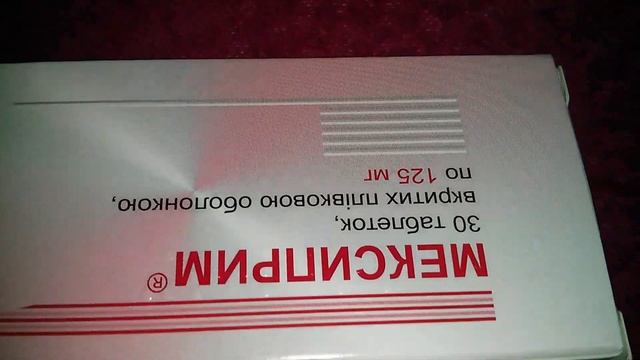 МЕКСИПРИМ®
30 таблеток,
вкритих плівковою оболонкою,
по 125 мг